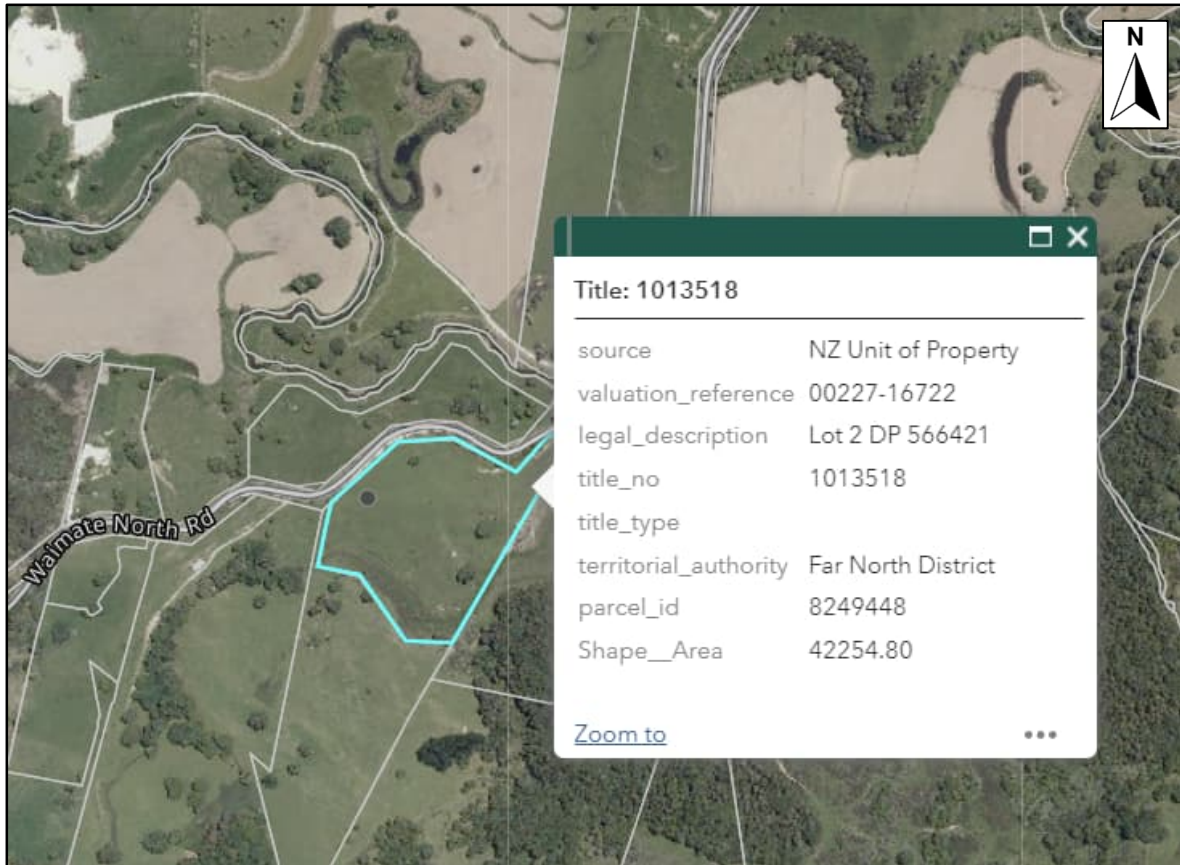 N
Title: 1013518
source NZ Unit of Property
valuation_reference 00227-16722
legal_description Lot 2 DP 566421
title_no 1013518
title_type
territorial_authority Far North District
parcel_id 8249448
Shape__Area 42254.80
Zoom to
Waimate North Rd